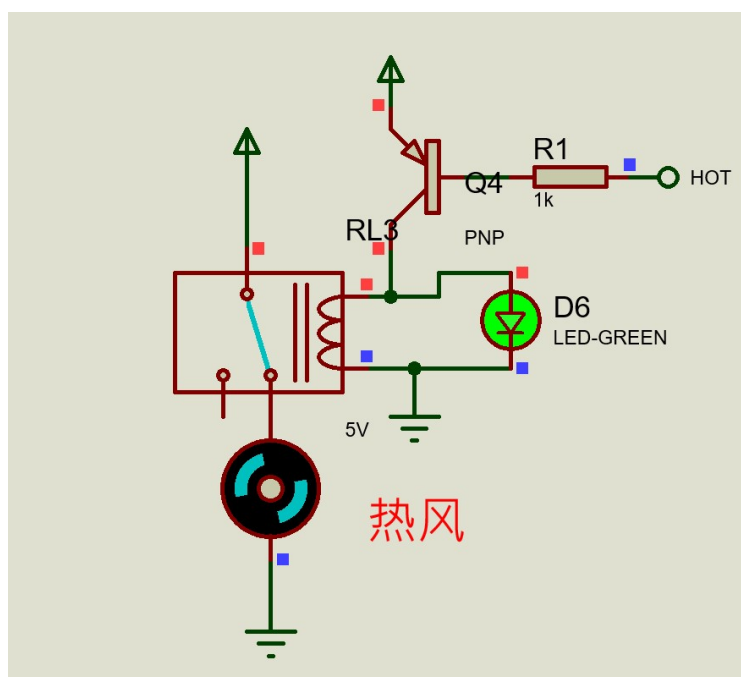 R1
HOT
Q4
1k
RL3
PNP
D6
LED-GREEN
5V
热风